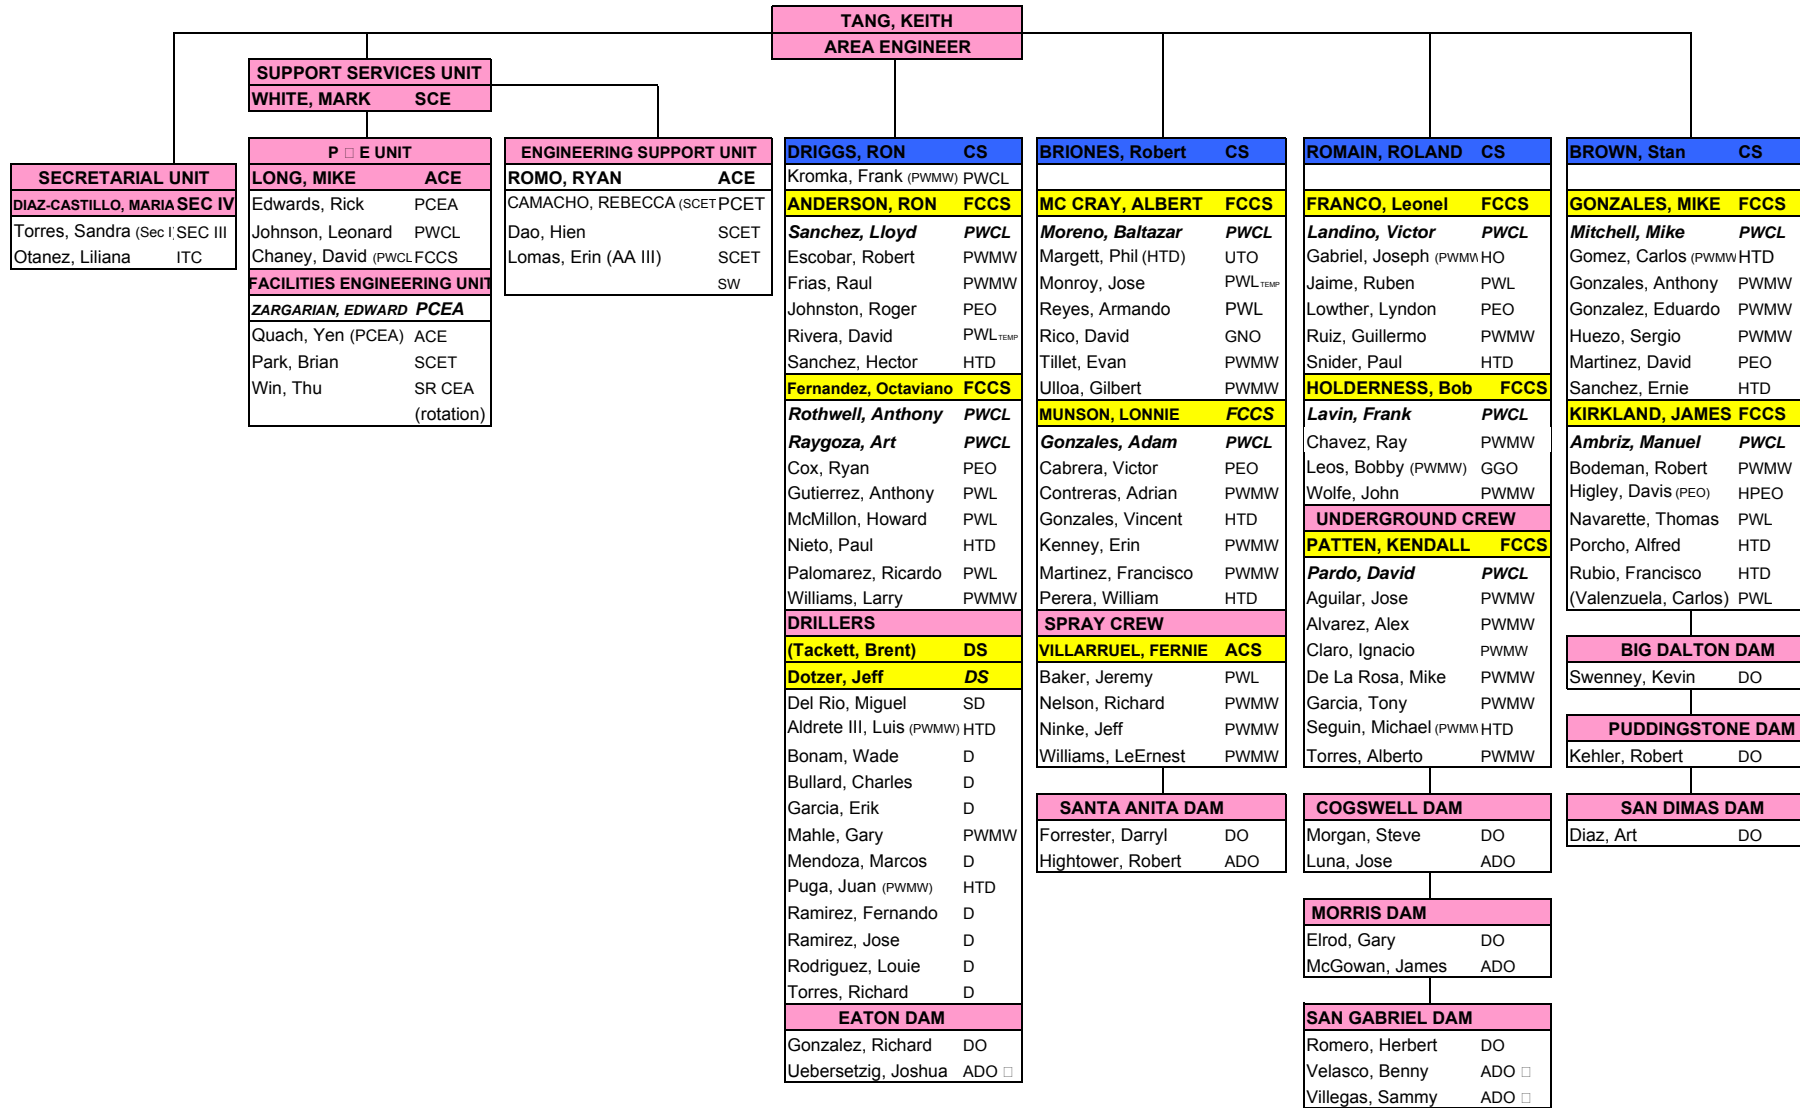 TANG, KEITH
AREA ENGINEER
SUPPORT SERVICES UNIT
WHITE, MARK SCE
SECRETARIAL UNIT
DIAZ-CASTILLO, MARIA SEC IV
Torres, Sandra (Sec I SEC III
Otanez, Liliana ITC
P □ E UNIT
LONG, MIKE ACE
Edwards, Rick PCEA
Johnson, Leonard PWCL
Chaney, David (PWCL FCCS
FACILITIES ENGINEERING UNIT
ZARGARIAN, EDWARD PCEA
Quach, Yen (PCEA) ACE
Park, Brian SCET
Win, Thu SR CEA
(rotation)
ENGINEERING SUPPORT UNIT
ROMO, RYAN ACE
CAMACHO, REBECCA (SCET PCET
Dao, Hien SCET
Lomas, Erin (AA III) SCET
SW
DRIGGS, RON CS
Kromka, Frank (PWMW) PWCL
ANDERSON, RON FCCS
Sanchez, Lloyd PWCL
Escobar, Robert PWMW
Frias, Raul PWMW
Johnston, Roger PEO
Rivera, David PWL TEMP
Sanchez, Hector HTD
Fernandez, Octaviano FCCS
Rothwell, Anthony PWCL
Raygoza, Art PWCL
Cox, Ryan PEO
Gutierrez, Anthony PWL
McMillon, Howard PWL
Nieto, Paul HTD
Palomarez, Ricardo PWL
Williams, Larry PWMW
DRILLERS
(Tackett, Brent) DS
Dotzer, Jeff DS
Del Rio, Miguel SD
Aldrete III, Luis (PWMW) HTD
Bonam, Wade D
Bullard, Charles D
Garcia, Erik D
Mahle, Gary PWMW
Mendoza, Marcos D
Puga, Juan (PWMW) HTD
Ramirez, Fernando D
Ramirez, Jose D
Rodriguez, Louie D
Torres, Richard D
EATON DAM
Gonzalez, Richard DO
Uebersetzig, Joshua ADO □
BRIONES, Robert CS
MC CRAY, ALBERT FCCS
Moreno, Baltazar PWCL
Margett, Phil (HTD) UTO
Monroy, Jose PWL TEMP
Reyes, Armando PWL
Rico, David GNO
Tillet, Evan PWMW
Ulloa, Gilbert PWMW
MUNSON, LONNIE FCCS
Gonzales, Adam PWCL
Cabrera, Victor PEO
Contreras, Adrian PWMW
Gonzales, Vincent HTD
Kenney, Erin PWMW
Martinez, Francisco PWMW
Perera, William HTD
SPRAY CREW
VILLARRUEL, FERNIE ACS
Baker, Jeremy PWL
Nelson, Richard PWMW
Ninke, Jeff PWMW
Williams, LeErnest PWMW
SANTA ANITA DAM
Forrester, Darryl DO
Hightower, Robert ADO
ROMAIN, ROLAND CS
FRANCO, Leonel FCCS
Landino, Victor PWCL
Gabriel, Joseph (PWMW HO
Jaime, Ruben PWL
Lowther, Lyndon PEO
Ruiz, Guillermo PWMW
Snider, Paul HTD
HOLDERNESS, Bob FCCS
Lavin, Frank PWCL
Chavez, Ray PWMW
Leos, Bobby (PWMW) GGO
Wolfe, John PWMW
UNDERGROUND CREW
PATTEN, KENDALL FCCS
Pardo, David PWCL
Aguilar, Jose PWMW
Alvarez, Alex PWMW
Claro, Ignacio PWMW
De La Rosa, Mike PWMW
Garcia, Tony PWMW
Seguin, Michael (PWMW HTD
Torres, Alberto PWMW
COGSWELL DAM
Morgan, Steve DO
Luna, Jose ADO
MORRIS DAM
Elrod, Gary DO
McGowan, James ADO
SAN GABRIEL DAM
Romero, Herbert DO
Velasco, Benny ADO □
Villegas, Sammy ADO □
BROWN, Stan CS
GONZALES, MIKE FCCS
Mitchell, Mike PWCL
Gomez, Carlos (PWMW HTD
Gonzales, Anthony PWMW
Gonzalez, Eduardo PWMW
Huezo, Sergio PWMW
Martinez, David PEO
Sanchez, Ernie HTD
KIRKLAND, JAMES FCCS
Ambriz, Manuel PWCL
Bodeman, Robert PWMW
Higley, Davis (PEO) HPEO
Navarette, Thomas PWL
Porcho, Alfred HTD
Rubio, Francisco HTD
(Valenzuela, Carlos) PWL
BIG DALTON DAM
Swenney, Kevin DO
PUDDINGSTONE DAM
Kehler, Robert DO
SAN DIMAS DAM
Diaz, Art DO